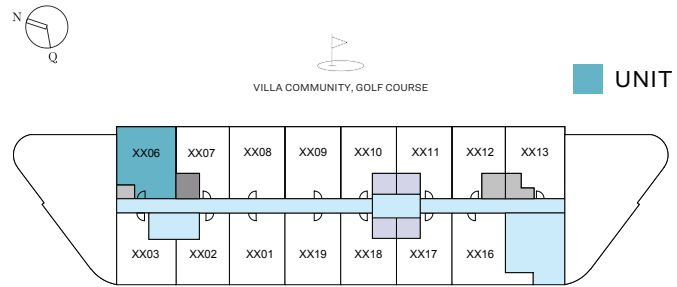 N
Q
VILLA COMMUNITY, GOLF COURSE
UNIT
XX06 XX07 XX08 XX09 XX10 XX11 XX12 XX13
XX03 XX02 XX01 XX19 XX18 XX17 XX16